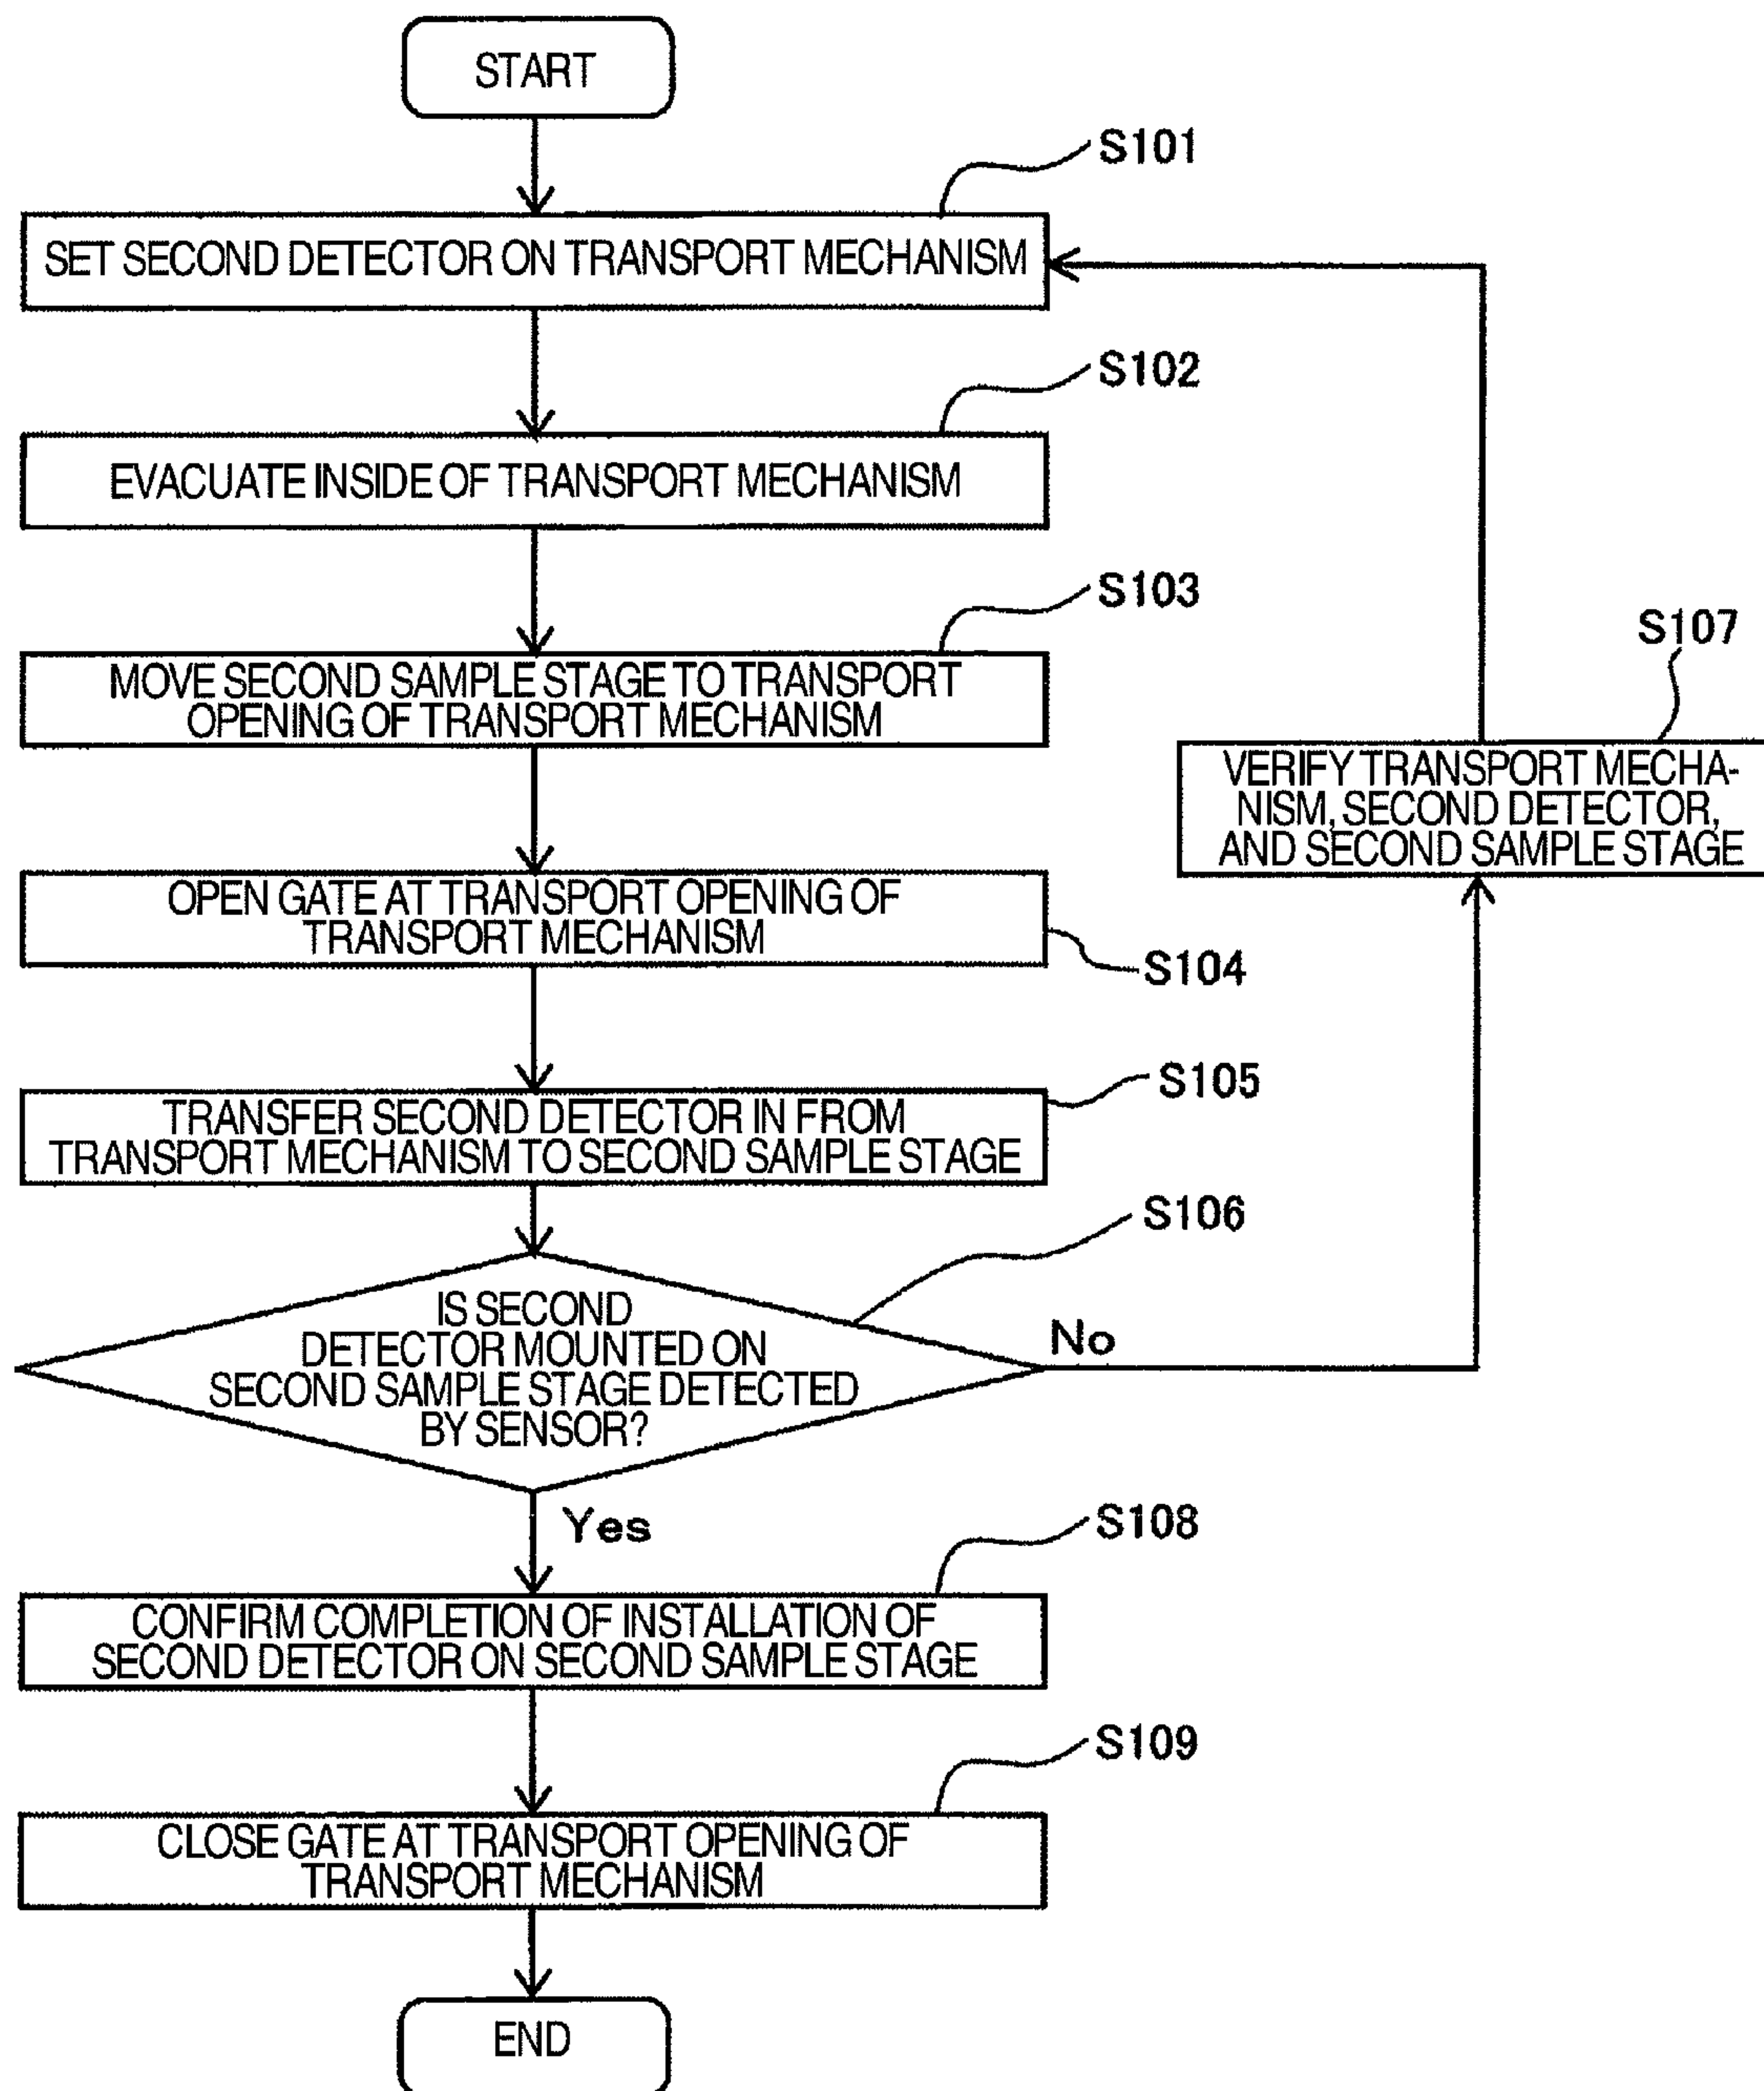 START
S101
SET SECOND DETECTOR ON TRANSPORT MECHANISM
S102
EVACUATE INSIDE OF TRANSPORT MECHANISM
S103
MOVE SECOND SAMPLE STAGE TO TRANSPORT
OPENING OF TRANSPORT MECHANISM
S107
VERIFY TRANSPORT MECHA-
NISM, SECOND DETECTOR,
AND SECOND SAMPLE STAGE
OPEN GATE AT TRANSPORT OPENING OF
TRANSPORT MECHANISM
S104
S105
TRANSFER SECOND DETECTOR IN FROM
TRANSPORT MECHANISM TO SECOND SAMPLE STAGE
S106
IS SECOND
DETECTOR MOUNTED ON
SECOND SAMPLE STAGE DETECTED
BY SENSOR?
No
Yes
S108
CONFIRM COMPLETION OF INSTALLATION OF
SECOND DETECTOR ON SECOND SAMPLE STAGE
S109
CLOSE GATE AT TRANSPORT OPENING OF
TRANSPORT MECHANISM
END